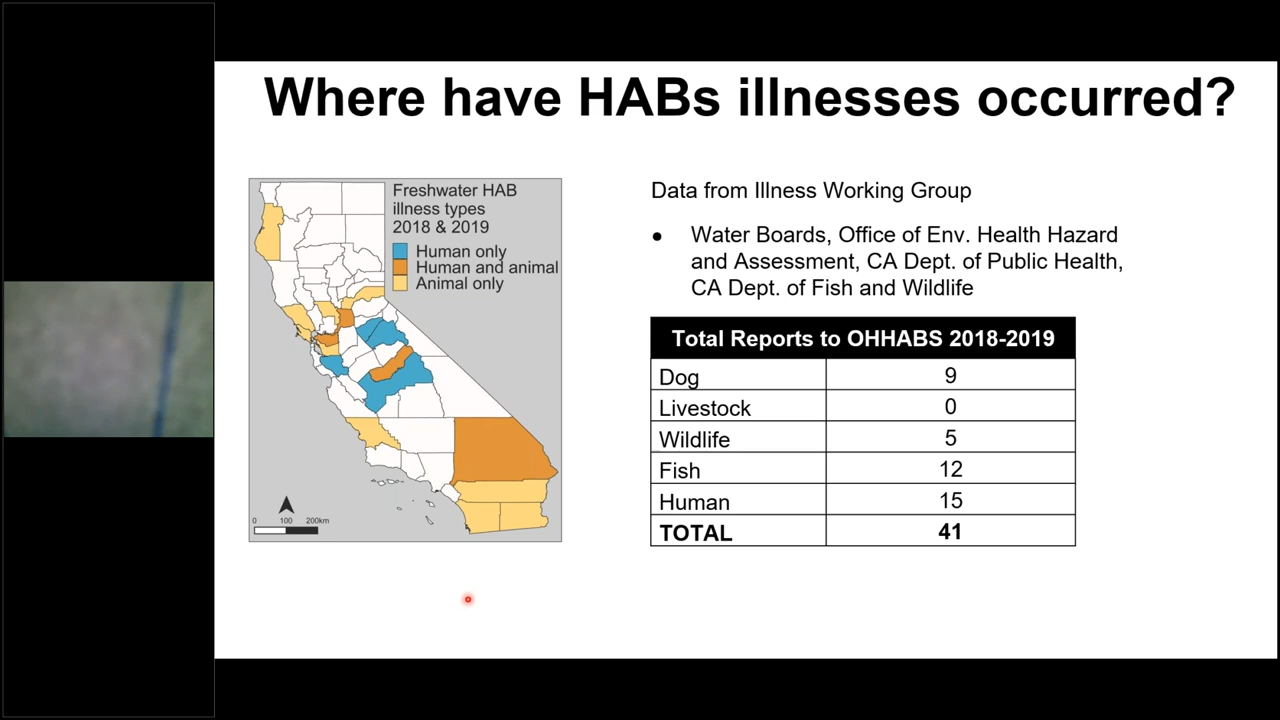 Where have HABs illnesses occurred?
Freshwater HAB
illness types
2018 & 2019
Human only
Human and animal
Animal only
0 100 200km
Data from Illness Working Group
● Water Boards, Office of Env. Health Hazard
and Assessment, CA Dept. of Public Health,
CA Dept. of Fish and Wildlife
Total Reports to OHHABS 2018-2019
Dog 9
Livestock 0
Wildlife 5
Fish 12
Human 15
TOTAL 41